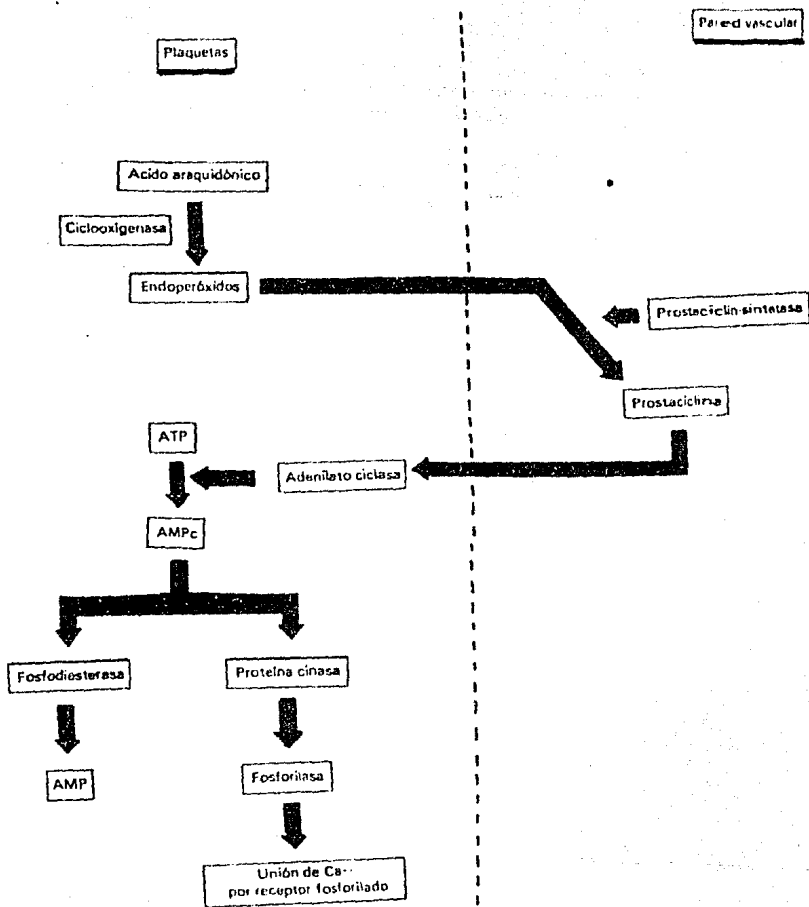 Pared vascular
Plaquetas
Acido araquidónico
Ciclooxigenasa
Endoperóxidos
Prostaciclin-sintetasa
Prostaciclina
ATP
Adenilato ciclasa
AMPc
Fosfodiesterasa
Proteína cinasa
AMP
Fosforilasa
Unión de Ca--
por receptor fosforilado